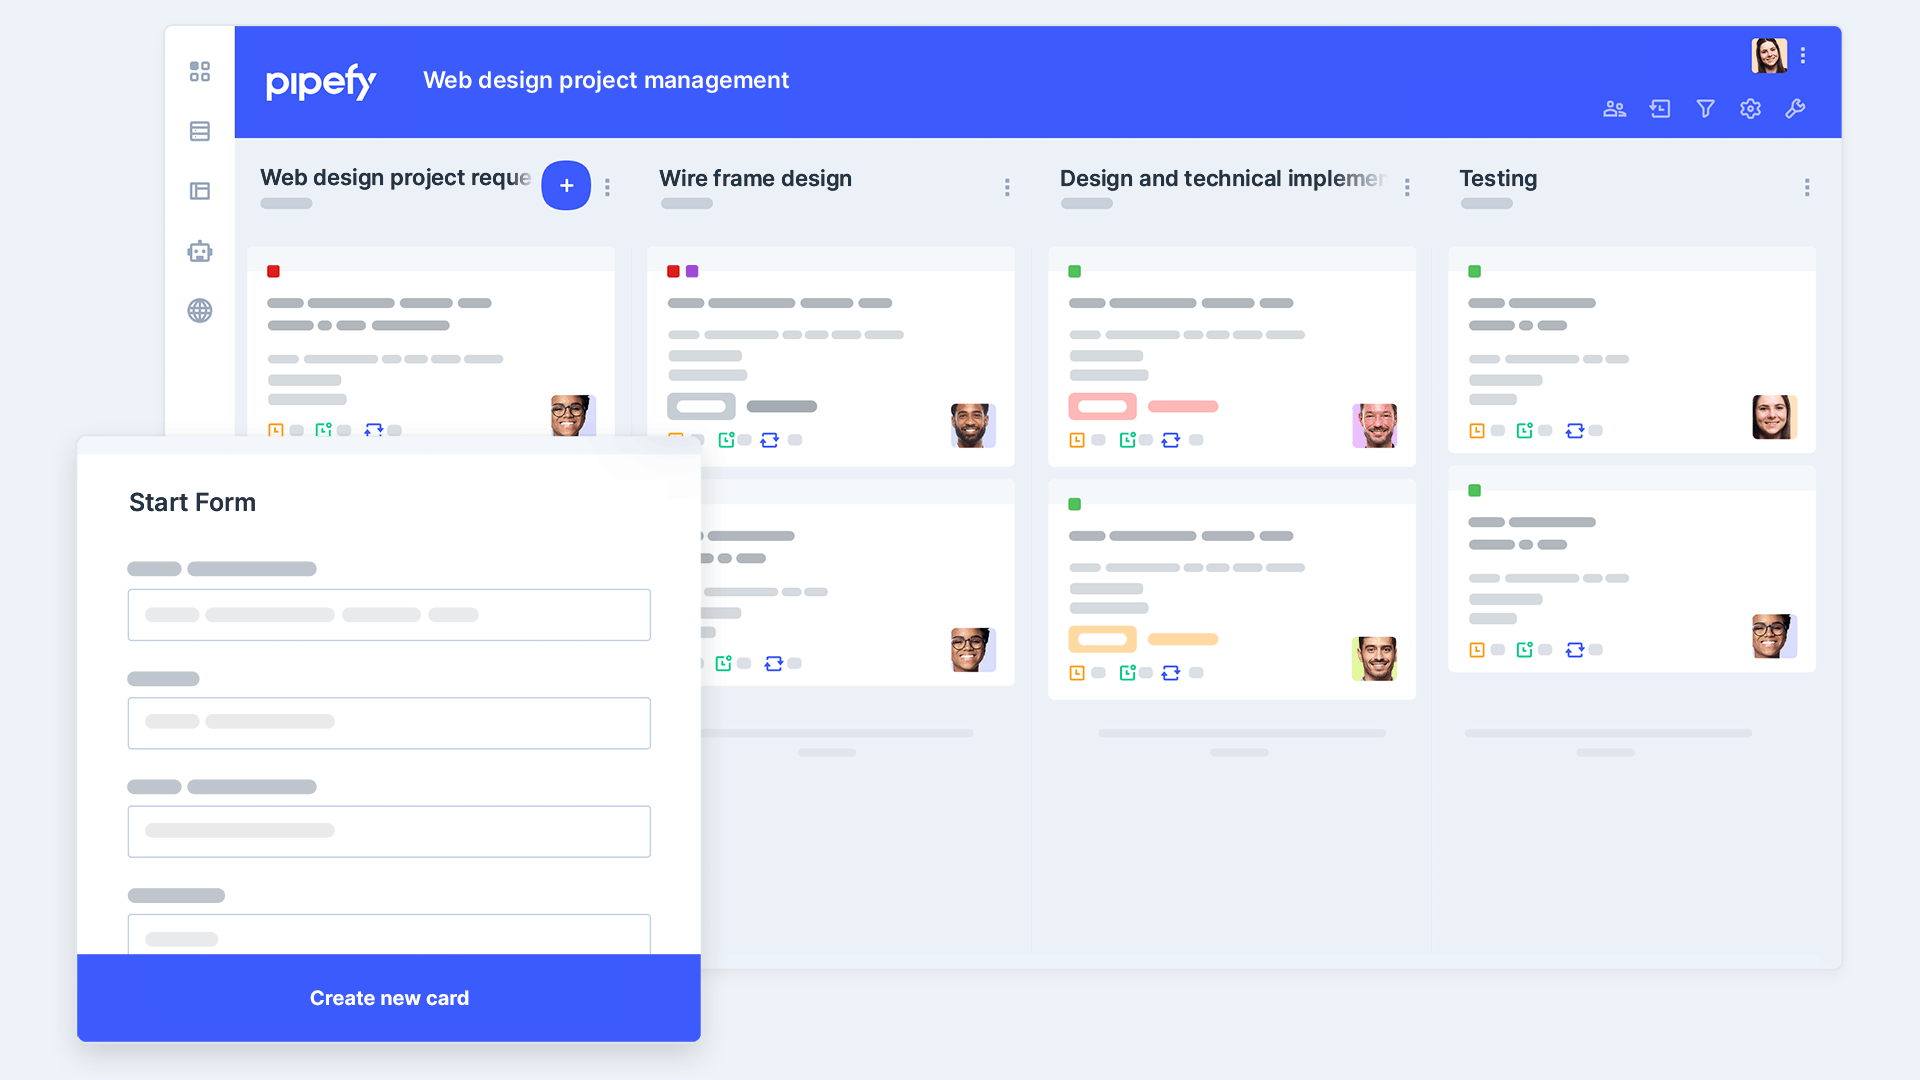 pipefy
Web design project management
Web design project reque
+
Wire frame design
Design and technical implemen
Testing
Start Form
Create new card